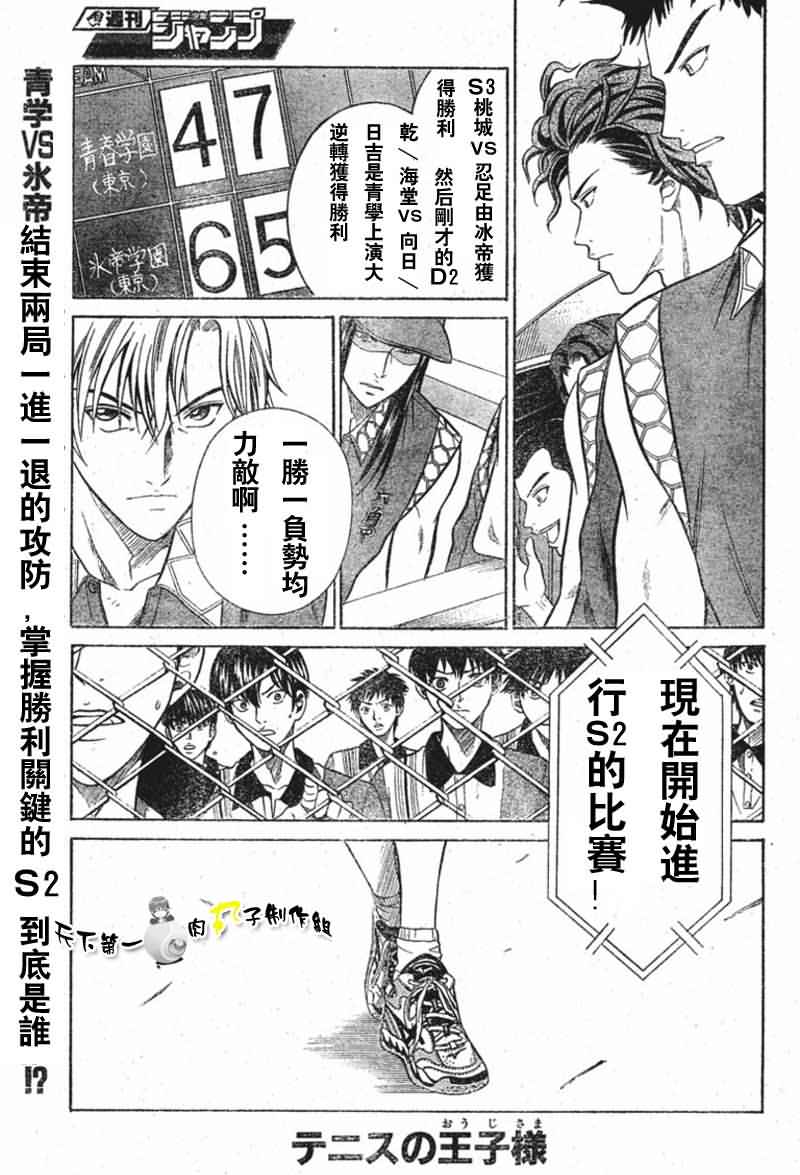 週刊
ジャンプ
S3桃城VS忍足由冰帝獲
得勝利 然后剛才的D2
乾\海堂VS向日\
日吉是青學上演大
逆轉獲得勝利
青春学園
(東京)
4 7
氷帝学園
(東京)
6 5
一勝一負勢均
力敵啊……
現在開始進
行S2的比賽!
青学VS氷帝結束兩局一進一退的攻防,掌握勝利關鍵的S2到底是誰!?
天下第一 肉丸子制作組
おうじさま
テニスの王子様